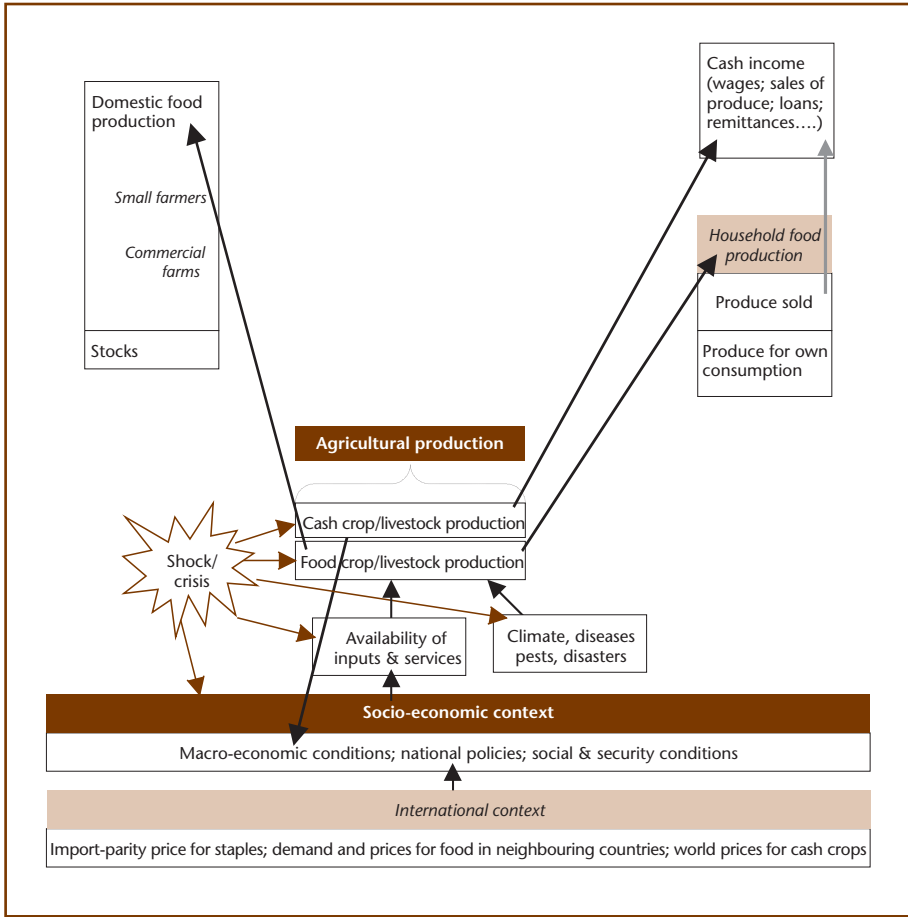 Domestic food
production
Small farmers
Commercial
farms
Stocks
Cash income
(wages; sales of
produce; loans;
remittances….)
Household food
production
Produce sold
Produce for own
consumption
Agricultural production
Cash crop/livestock production
Food crop/livestock production
Shock/
crisis
Availability of
inputs & services
Climate, diseases
pests, disasters
Socio-economic context
Macro-economic conditions; national policies; social & security conditions
International context
Import-parity price for staples; demand and prices for food in neighbouring countries; world prices for cash crops